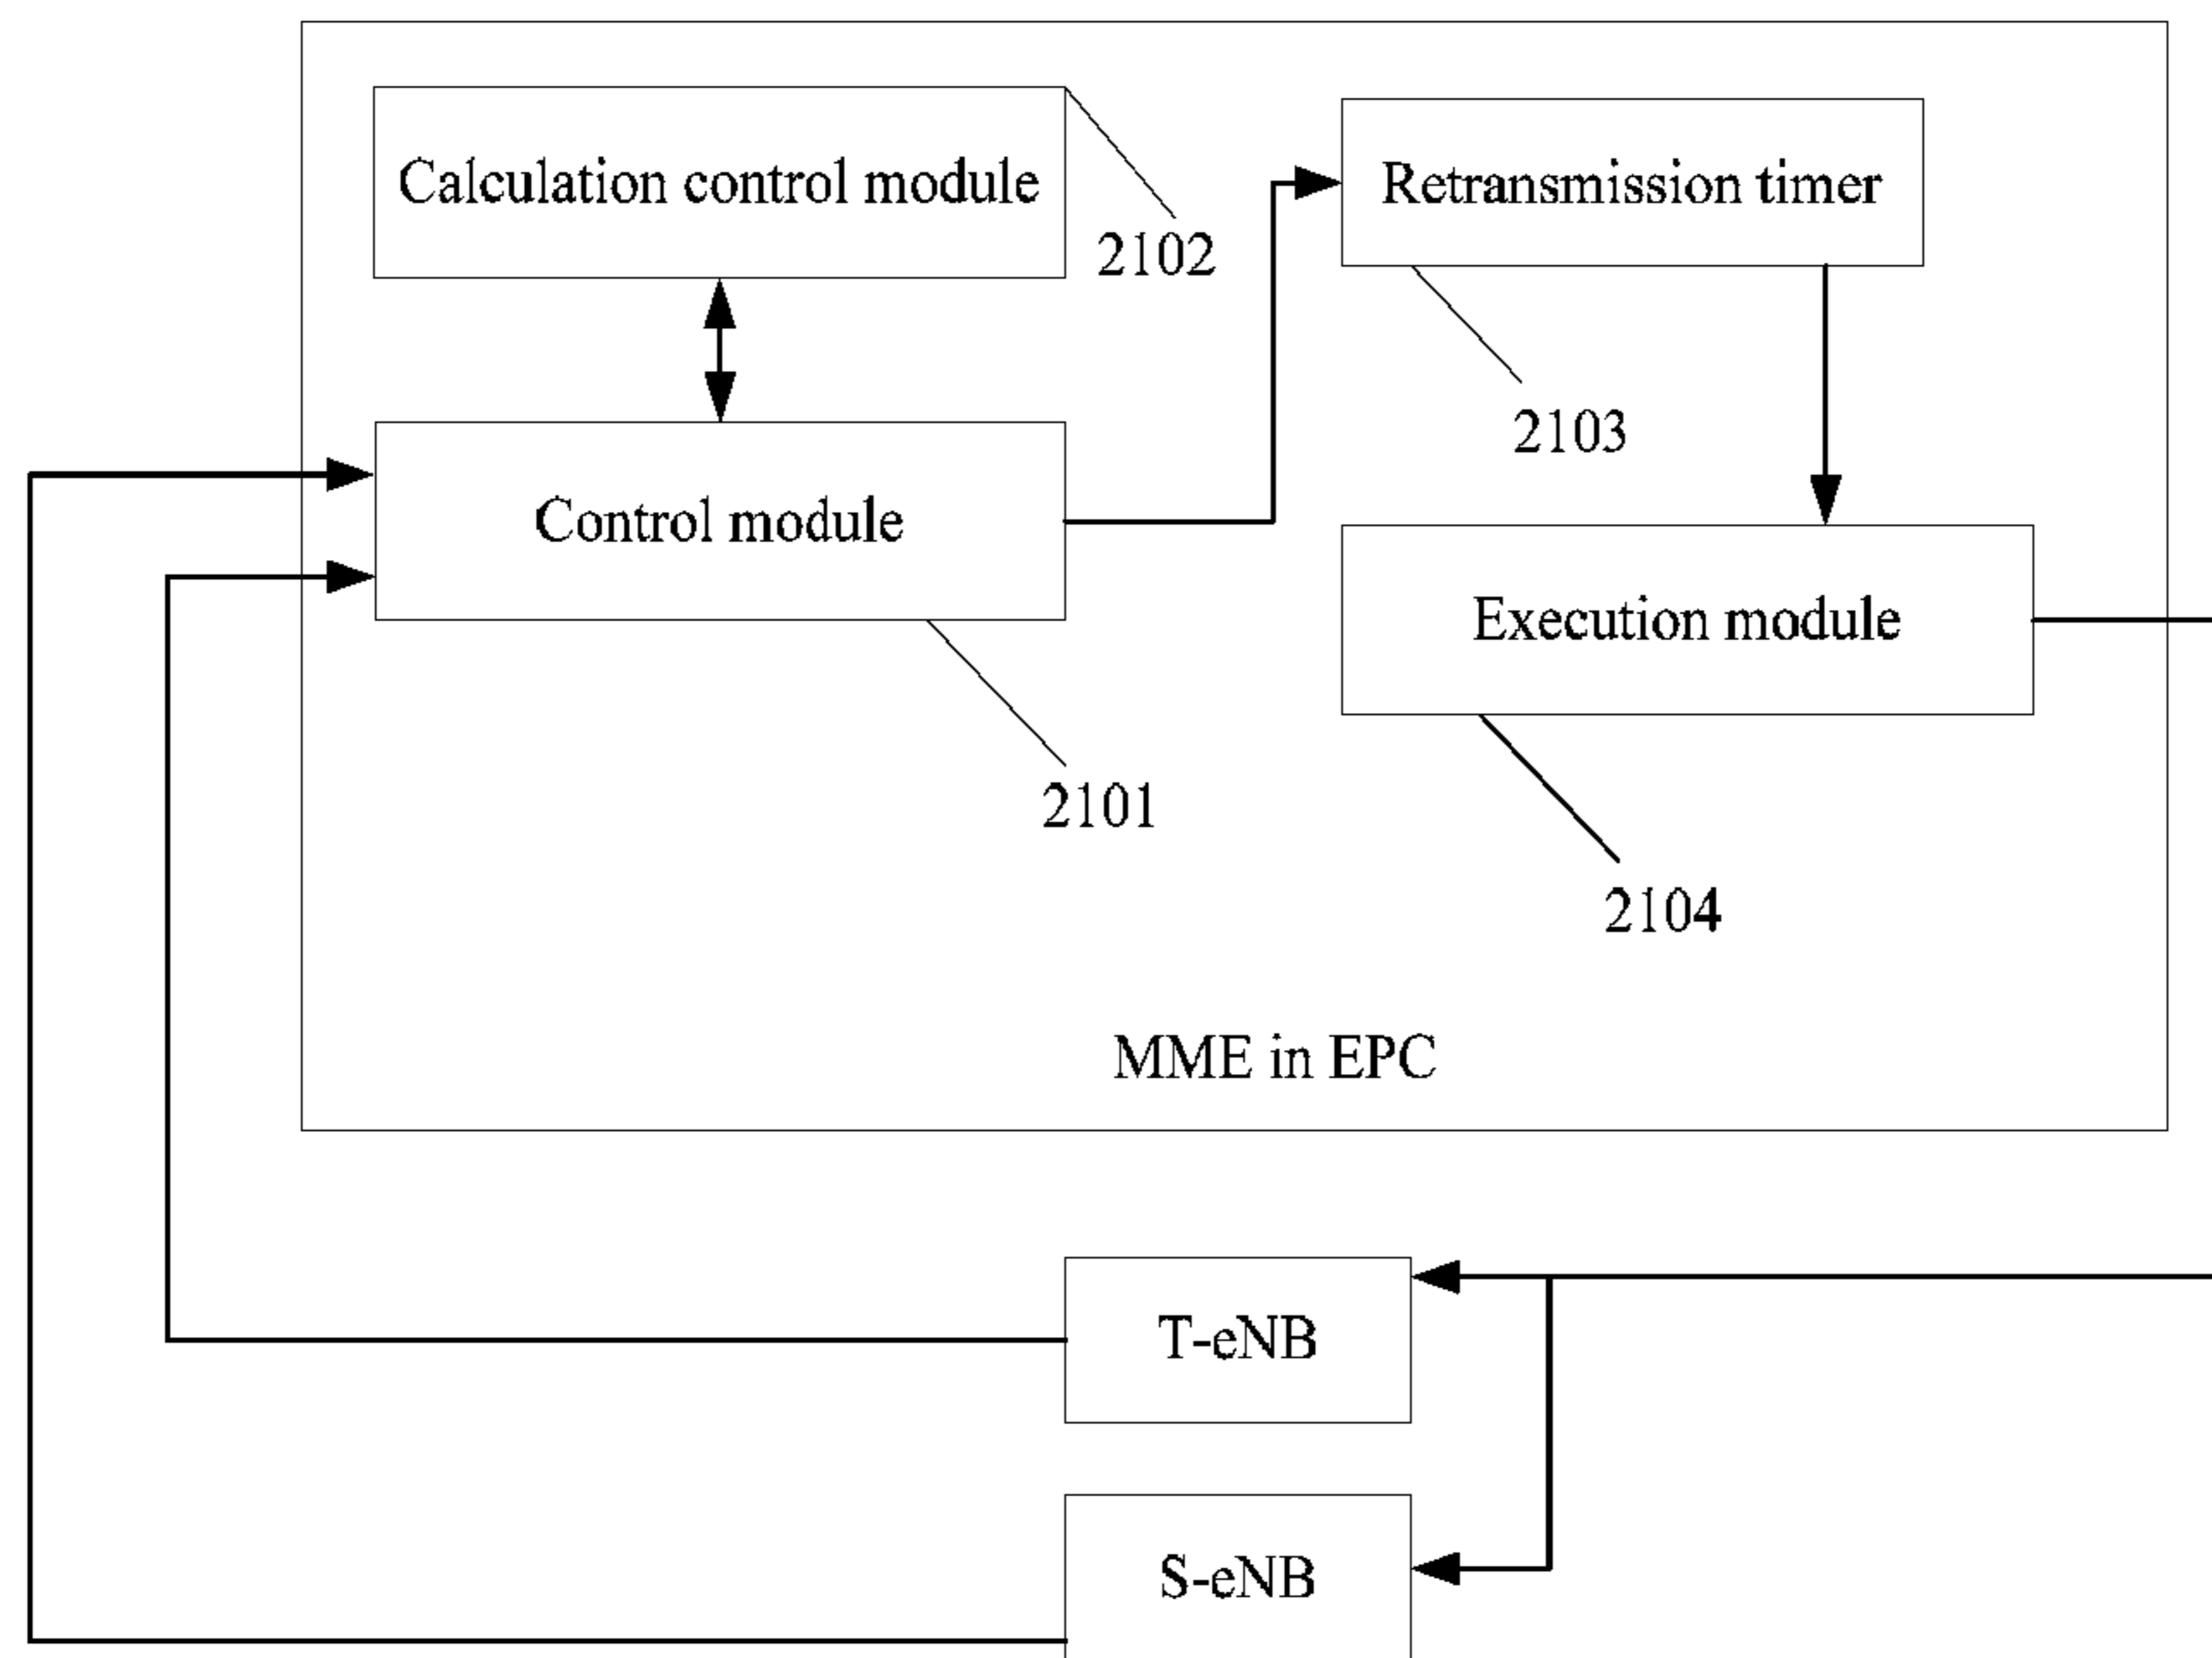 Calculation control module
2102
Retransmission timer
2103
Control module
2101
Execution module
2104
MME in EPC
T-eNB
S-eNB